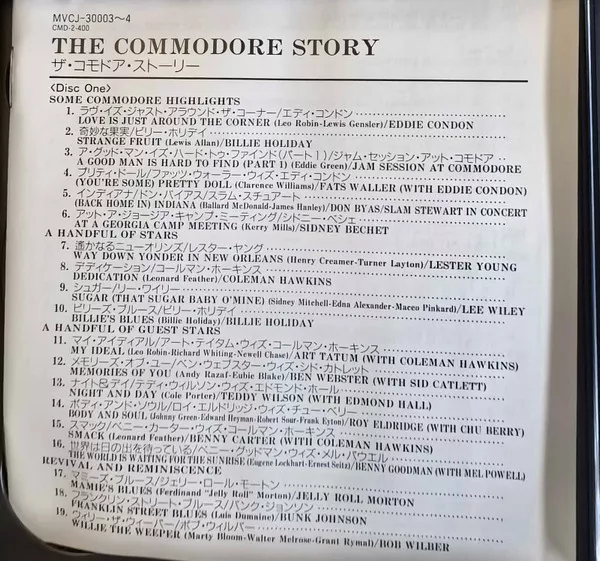 MVCJ-30003〜4
CMD-2-400
THE COMMODORE STORY
ザ・コモドア・ストーリー
〈Disc One〉
SOME COMMODORE HIGHLiGHTS
1. ラヴ・イズ・ジャスト・アラウンド・ザ・コーナー/エディ・コンドン
LOVE IS JUST AROUND THE CORNER (Leo Robin-Lewis Gensler)/EDDIE CONDON
2. 奇妙な果実/ビリー・ホリデイ
STRANGE FRUIT (Lewis Allan)/BILLIE HOLIDAY
3. ア・グッド・マン・イズ・ハード・トゥ・ファインド(パート1)/ジャム・セッション・アット・コモドア
A GOOD MAN IS HARD TO FIND (PART 1) (Eddie Green)/JAM SESSION AT COMMODORE
4. プリティ・ドール/ファッツ・ウォーラー・ウィズ・エディ・コンドン
(YOU'RE SOME) PRETTY DOLL (Clarence Williams)/FATS WALLER (WITH EDDIE CONDON)
5. インディアナ/ドン・バイアス/スラム・スチュアート
(BACK HOME IN) INDIANA (Ballard McDonald-James Hanley)/DON BYAS/SLAM STEWART IN CONCERT
6. アット・ア・ジョージア・キャンプ・ミーティング/シドニー・ベシェ
AT A GEORGIA CAMP MEETING (Kerry Mills)/SIDNEY BECHET
A HANDFUL OF STARS
7. 遙かなるニューオリンズ/レスター・ヤング
WAY DOWN YONDER IN NEW ORLEANS (Henry Creamer-Turner Layton)/LESTER YOUNG
8. デディケイション/コールマン・ホーキンス
DEDICATION (Leonard Feather)/COLEMAN HAWKINS
9. シュガー/リー・ワイリー
SUGAR (THAT SUGAR BABY O'MINE) (Sidney Mitchell-Edna Alexander-Maceo Pinkard)/LEE WILEY
10. ビリーズ・ブルース/ビリー・ホリデイ
BILLIE'S BLUES (Billie Holiday)/BILLIE HOLIDAY
A HANDFUL OF GUEST STARS
11. マイ・アイディアル/アート・テイタム・ウィズ・コールマン・ホーキンス
MY IDEAL (Leo Robin-Richard Whiting-Newell Chase)/ART TATUM (WITH COLEMAN HAWKINS)
12. メモリーズ・オブ・ユー/ベン・ウェブスター・ウィズ・シド・カトレット
MEMORIES OF YOU (Andy Razaf-Eubie Blake)/BEN WEBSTER (WITH SID CATLETT)
13. ナイト&デイ/テディ・ウィルソン・ウィズ・エドモンド・ホール
NIGHT AND DAY (Cole Porter)/TEDDY WILSON (WITH EDMOND HALL)
14. ボディ・アンド・ソウル/ロイ・エルドリッジ・ウィズ・チュー・ベリー
BODY AND SOUL (Johnny Green-Edward Heyman-Robert Sour-Frank Eyton)/ROY ELDRIDGE (WITH CHU BERRY)
15. スマック/ベニー・カーター・ウィズ・コールマン・ホーキンス
SMACK (Leonard Feather)/BENNY CARTER (WITH COLEMAN HAWKINS)
16. 世界は日の出を待っている/ベニー・グッドマン・ウィズ・メル・パウエル
THE WORLD IS WAITING FOR THE SUNRISE (Eugene Lockhart-Ernest Seitz)/BENNY GOODMAN (WITH MEL POWELL)
REVIVAL AND REMINISCENCE
17. マミーズ・ブルース/ジェリー・ロール・モートン
MAMIE'S BLUES (Ferdinand "Jelly Roll" Morton)/JELLY ROLL MORTON
18. フランクリン・ストリート・ブルース/バンク・ジョンソン
FRANKLIN STREET BLUES (Luis Domaine)/BUNK JOHNSON
19. ウィリー・ザ・ウィーパー/ボブ・ウィルバー
WILLIE THE WEEPER (Marty Bloom-Walter Melrose-Grant Rymal)/BOB WILBER